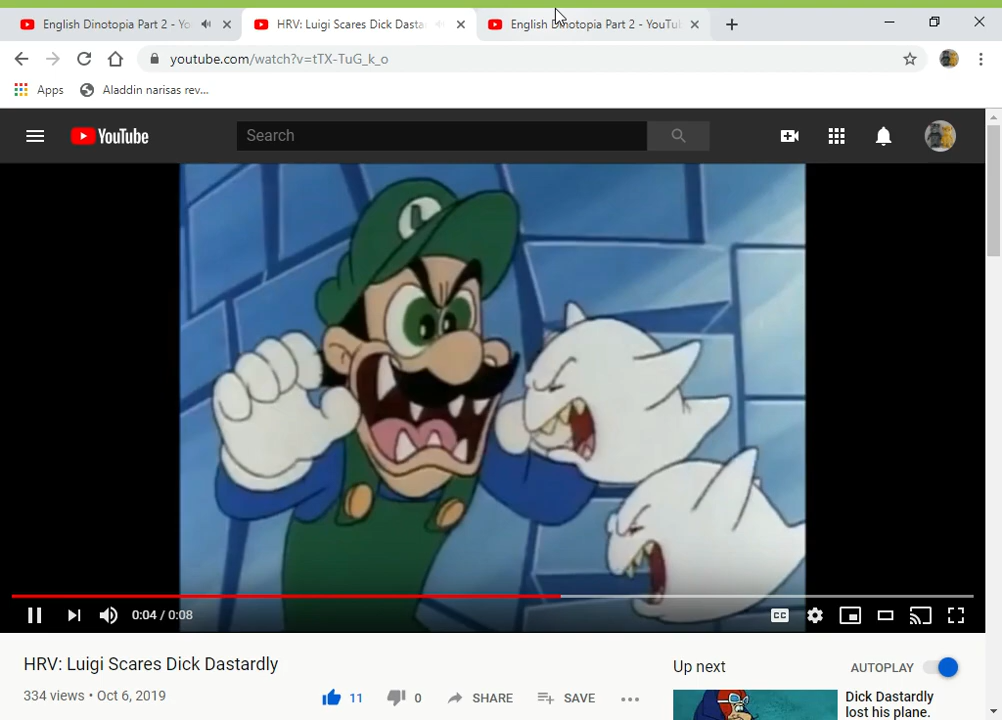 English Dinotopia Part 2 - Yo
HRV: Luigi Scares Dick Dasta
English Dinotopia Part 2 - YouTu
youtube.com/watch?v=tTX-TuG_k_o
Apps
Aladdin narisas rev...
YouTube
Search
L
0:04 / 0:08
CC
HRV: Luigi Scares Dick Dastardly
Up next
AUTOPLAY
334 views • Oct 6, 2019
11
0
SHARE
SAVE
Dick Dastardly
lost his plane.